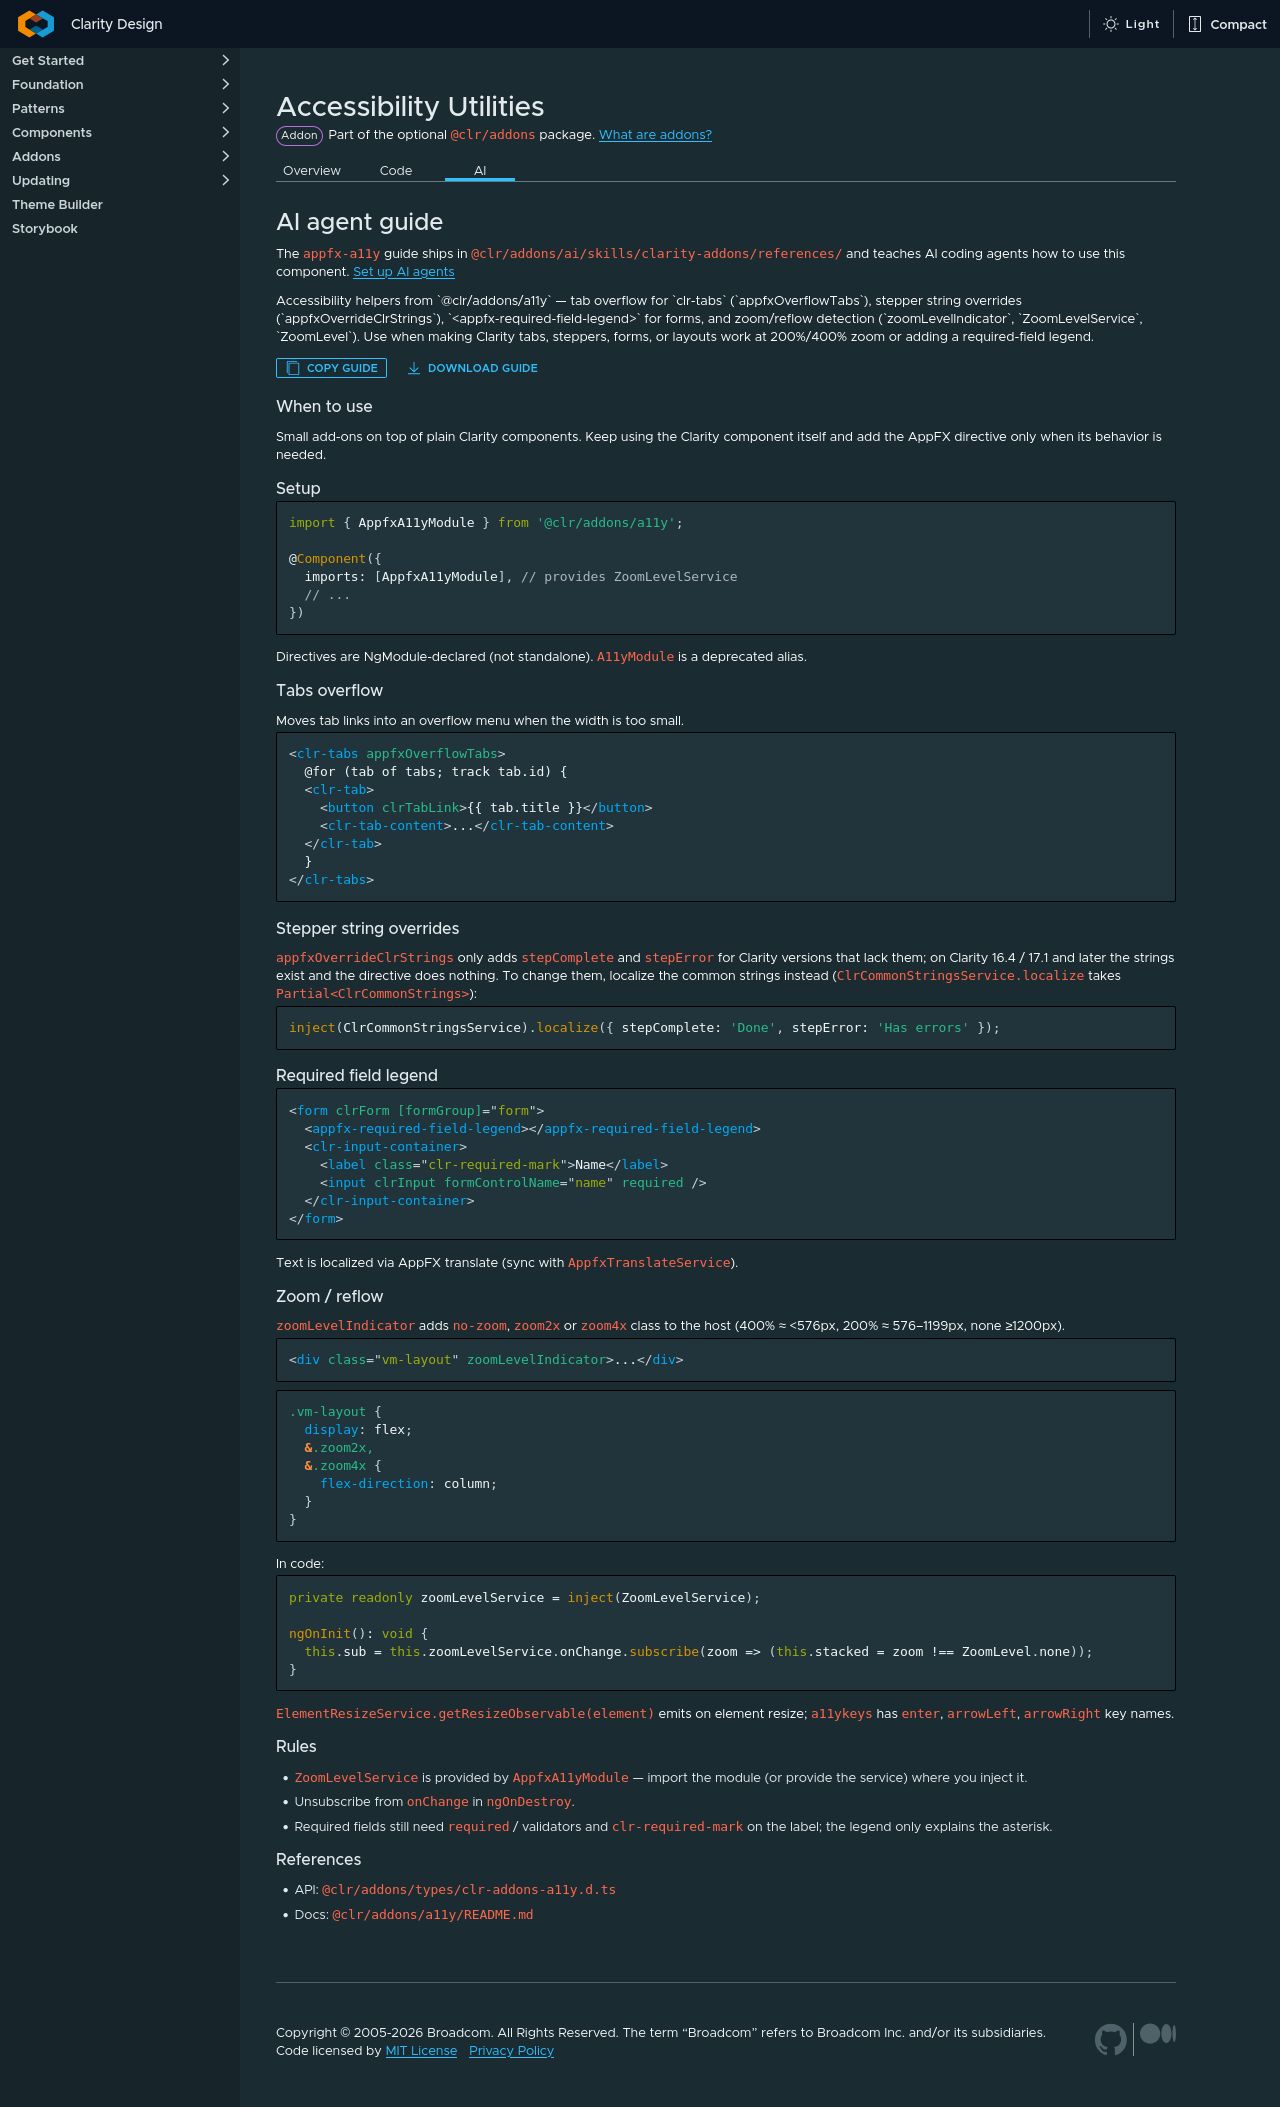 Clarity Design
Light
Compact
Get Started
Foundation
Patterns
Components
Addons
Updating
Theme Builder
Storybook
Accessibility Utilities
Addon Part of the optional @clr/addons package. What are addons?
Overview Code AI
AI agent guide
The appfx-a11y guide ships in @clr/addons/ai/skills/clarity-addons/references/ and teaches AI coding agents how to use this
component. Set up AI agents
Accessibility helpers from `@clr/addons/a11y` — tab overflow for `clr-tabs` (`appfxOverflowTabs`), stepper string overrides
(`appfxOverrideClrStrings`), `<appfx-required-field-legend>` for forms, and zoom/reflow detection (`zoomLevelIndicator`, `ZoomLevelService`,
`ZoomLevel`). Use when making Clarity tabs, steppers, forms, or layouts work at 200%/400% zoom or adding a required-field legend.
COPY GUIDE
DOWNLOAD GUIDE
When to use
Small add-ons on top of plain Clarity components. Keep using the Clarity component itself and add the AppFX directive only when its behavior is
needed.
Setup
import { AppfxA11yModule } from '@clr/addons/a11y';
@Component({
  imports: [AppfxA11yModule], // provides ZoomLevelService
  // ...
})
Directives are NgModule-declared (not standalone). A11yModule is a deprecated alias.
Tabs overflow
Moves tab links into an overflow menu when the width is too small.
<clr-tabs appfxOverflowTabs>
  @for (tab of tabs; track tab.id) {
  <clr-tab>
    <button clrTabLink>{{ tab.title }}</button>
    <clr-tab-content>...</clr-tab-content>
  </clr-tab>
  }
</clr-tabs>
Stepper string overrides
appfxOverrideClrStrings only adds stepComplete and stepError for Clarity versions that lack them; on Clarity 16.4 / 17.1 and later the strings
exist and the directive does nothing. To change them, localize the common strings instead (ClrCommonStringsService.localize takes
Partial<ClrCommonStrings>):
inject(ClrCommonStringsService).localize({ stepComplete: 'Done', stepError: 'Has errors' });
Required field legend
<form clrForm [formGroup]="form">
  <appfx-required-field-legend></appfx-required-field-legend>
  <clr-input-container>
    <label class="clr-required-mark">Name</label>
    <input clrInput formControlName="name" required />
  </clr-input-container>
</form>
Text is localized via AppFX translate (sync with AppfxTranslateService).
Zoom / reflow
zoomLevelIndicator adds no-zoom, zoom2x or zoom4x class to the host (400% ≈ <576px, 200% ≈ 576–1199px, none ≥1200px).
<div class="vm-layout" zoomLevelIndicator>...</div>
.vm-layout {
  display: flex;
  &.zoom2x,
  &.zoom4x {
    flex-direction: column;
  }
}
In code:
private readonly zoomLevelService = inject(ZoomLevelService);
ngOnInit(): void {
  this.sub = this.zoomLevelService.onChange.subscribe(zoom => (this.stacked = zoom !== ZoomLevel.none));
}
ElementResizeService.getResizeObservable(element) emits on element resize; a11ykeys has enter, arrowLeft, arrowRight key names.
Rules
• ZoomLevelService is provided by AppfxA11yModule — import the module (or provide the service) where you inject it.
• Unsubscribe from onChange in ngOnDestroy.
• Required fields still need required / validators and clr-required-mark on the label; the legend only explains the asterisk.
References
• API: @clr/addons/types/clr-addons-a11y.d.ts
• Docs: @clr/addons/a11y/README.md
Copyright © 2005-2026 Broadcom. All Rights Reserved. The term “Broadcom” refers to Broadcom Inc. and/or its subsidiaries.
Code licensed by MIT License Privacy Policy